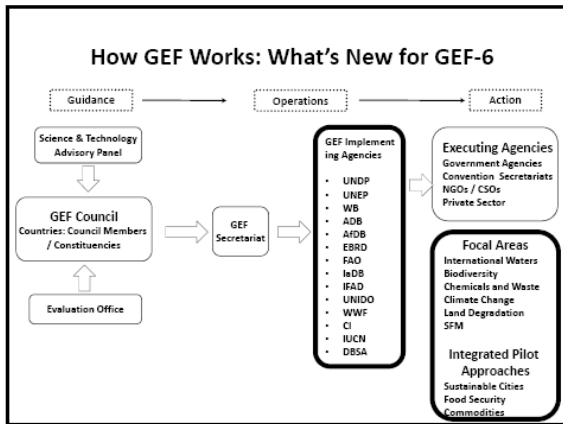 How GEF Works: What's New for GEF-6
Guidance
Operations
Action
Science & Technology
Advisory Panel
GEF Council
Countries: Council Members
/ Constituencies
Evaluation Office
GEF
Secretariat
GEF Implement
ing Agencies
• UNDP
• UNEP
• WB
• ADB
• AfDB
• EBRD
• FAO
• IaDB
• IFAD
• UNIDO
• WWF
• CI
• IUCN
• DBSA
Executing Agencies
Government Agencies
Convention Secretariats
NGOs / CSOs
Private Sector
Focal Areas
International Waters
Biodiversity
Chemicals and Waste
Climate Change
Land Degradation
SFM
Integrated Pilot
Approaches
Sustainable Cities
Food Security
Commodities